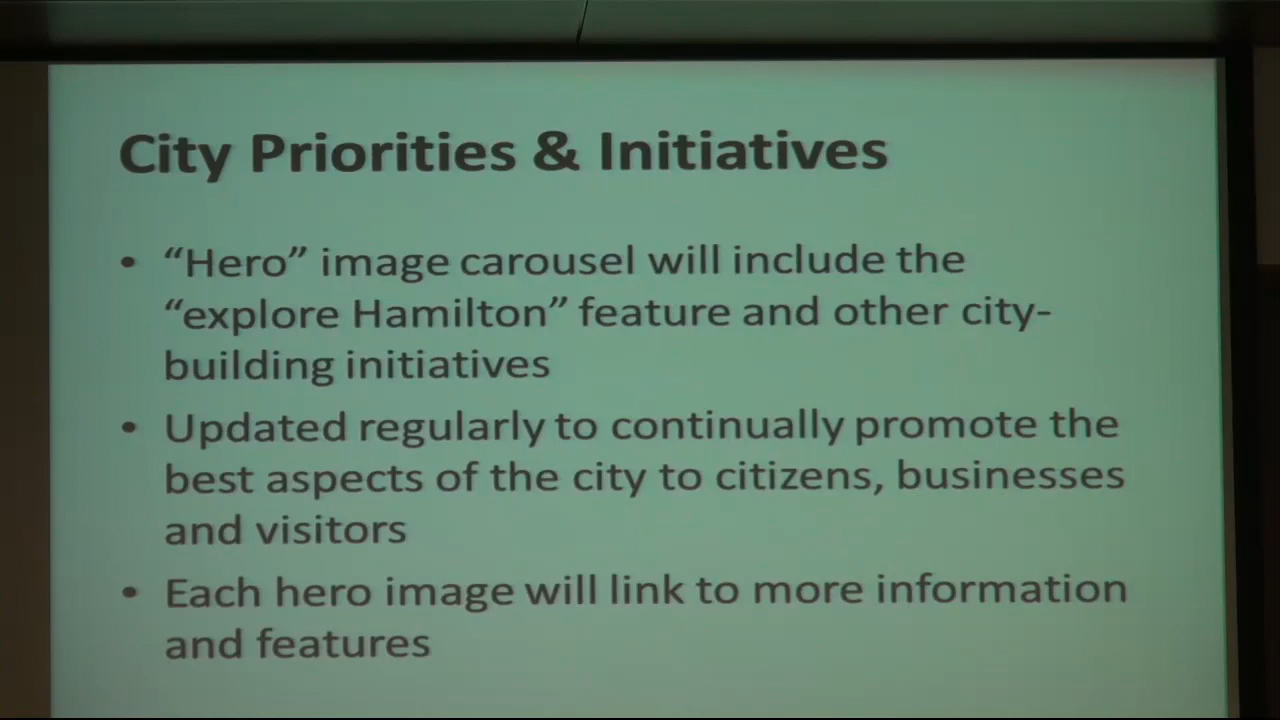 City Priorities & Initiatives
• “Hero” image carousel will include the
“explore Hamilton” feature and other city-
building initiatives
• Updated regularly to continually promote the
best aspects of the city to citizens, businesses
and visitors
• Each hero image will link to more information
and features